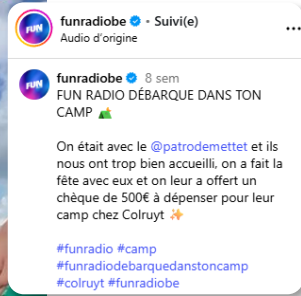 FUN
funradiobe • Suivi(e)
Audio d'origine
...
FUN
funradiobe 8 sem
FUN RADIO DÉBARQUE DANS TON
CAMP 🏕️
On était avec le @patrodemettet et ils
nous ont trop bien accueilli, on a fait la
fête avec eux et on leur a offert un
chèque de 500€ à dépenser pour leur
camp chez Colruyt ✨
#funradio #camp
#funradiodebarquedanstoncamp
#colruyt #funradiobe